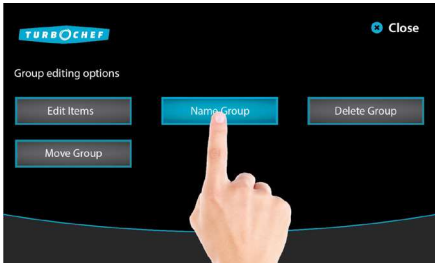 TURBOCHEF
Close
Group editing options
Edit Items
Name Group
Delete Group
Move Group